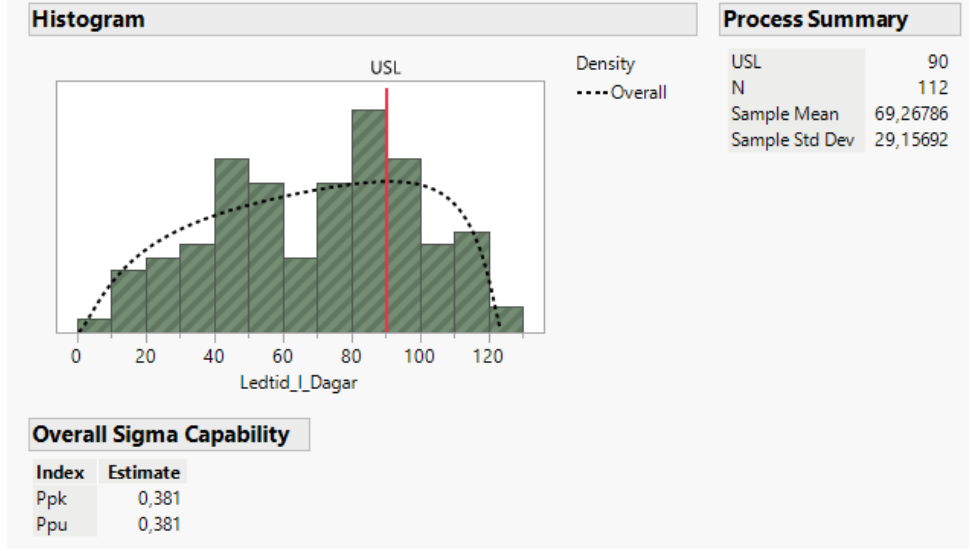 Histogram
USL
Density
Overall
0 20 40 60 80 100 120
Ledtid_I_Dagar
Process Summary
USL 90
N 112
Sample Mean 69,26786
Sample Std Dev 29,15692
Overall Sigma Capability
Index Estimate
Ppk 0,381
Ppu 0,381